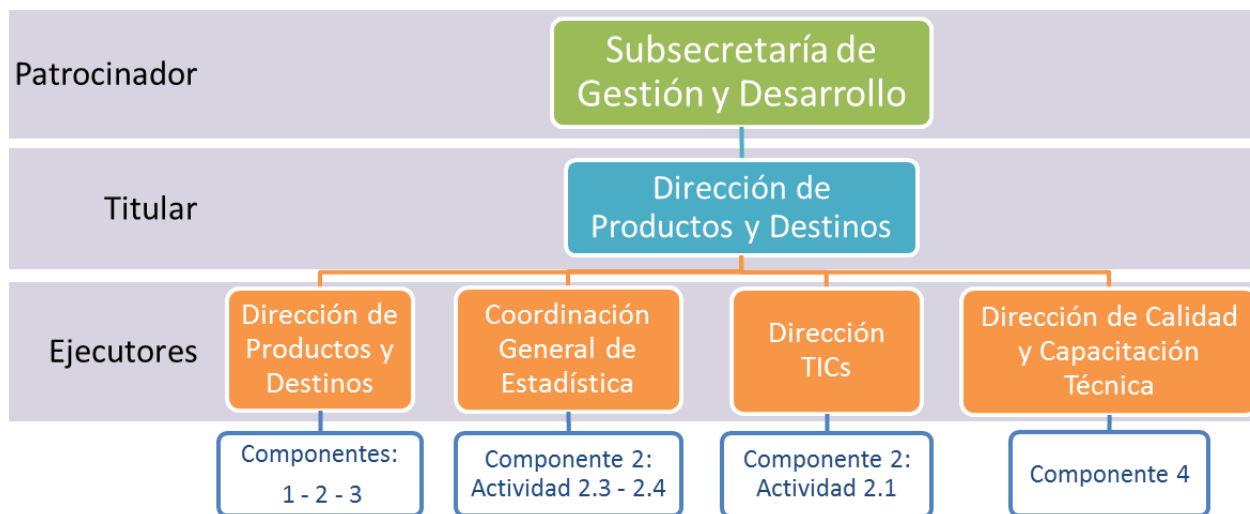 Patrocinador
Subsecretaría de
Gestión y Desarrollo
Titular
Dirección de
Productos y Destinos
Ejecutores
Dirección de
Productos y
Destinos
Coordinación
General de
Estadística
Dirección
TICs
Dirección de Calidad
y Capacitación
Técnica
Componentes:
1 - 2 - 3
Componente 2:
Actividad 2.3 - 2.4
Componente 2:
Actividad 2.1
Componente 4